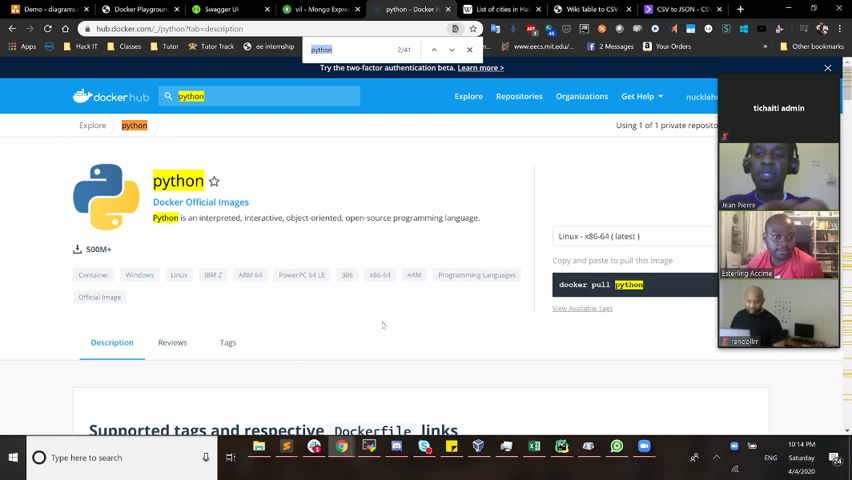 Demo - diagrams.
Docker Playgroun
Swagger UI
vil - Mongo Expre
python - Docker H
List of cities in Hai
Wiki Table to CSV
CSV to JSON - CS
hub.docker.com/_/python?tab=description
Apps
Hack IT
Classes
Tutor
Tutor Track
ee internship
python
2/41
www.eecs.mit.edu/...
2 Messages
Your Orders
Other bookmarks
Try the two-factor authentication beta. Learn more >
docker hub
python
Explore
Repositories
Organizations
Get Help
nuckleh
Explore
python
Using 1 of 1 private reposito
tichaiti admin
python
Docker Official Images
Python is an interpreted, interactive, object-oriented, open-source programming language.
500M+
Container
Windows
Linux
IBM Z
ARM 64
PowerPC 64 LE
386
x86-64
ARM
Programming Languages
Official Image
Linux - x86-64 ( latest )
Copy and paste to pull this image
docker pull python
View Available Tags
Jean Pierre
Esterling Accime
randollrr
Description
Reviews
Tags
Supported tags and respective Dockerfile links
Type here to search
ENG
10:14 PM
Saturday
4/4/2020
24